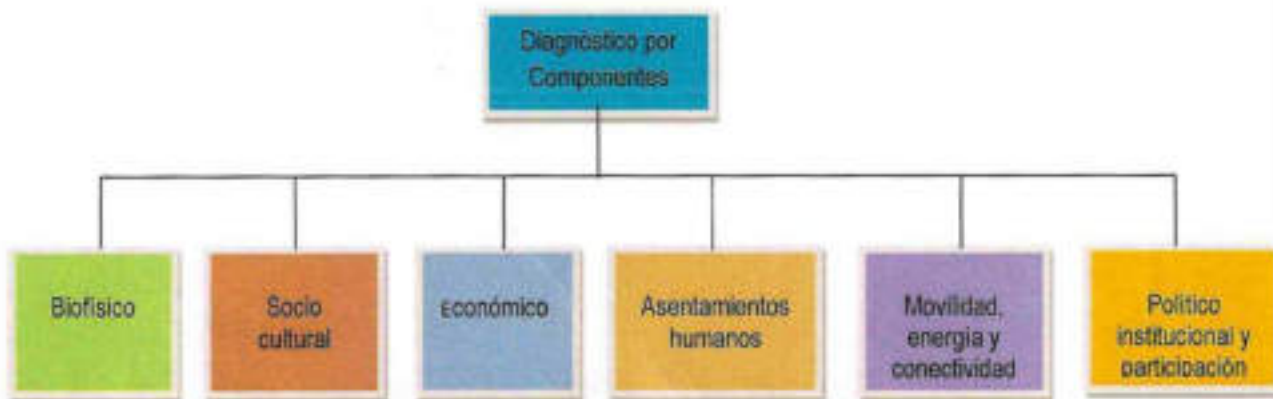 Diagnóstico por
Componentes
Biofísico
Socio
cultural
Económico
Asentamientos
humanos
Movilidad,
energía y
conectividad
Político
institucional y
participación